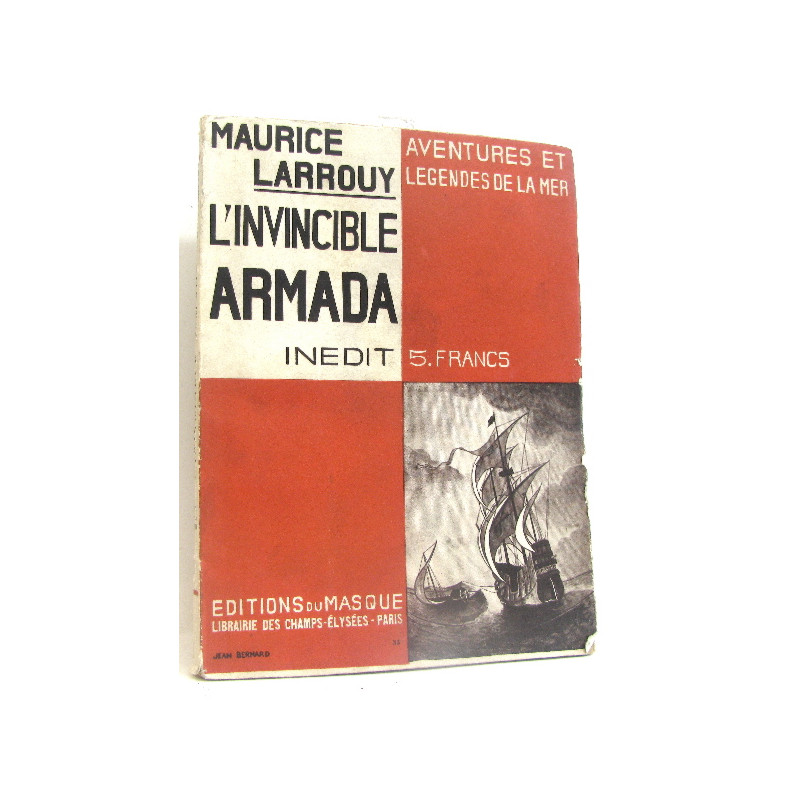 MAURICE
LARROUY
L'INVINCIBLE
ARMADA
INEDIT
AVENTURES ET
LEGENDES DE LA MER
5. FRANCS
EDITIONS DU MASQUE
LIBRAIRIE DES CHAMPS-ÉLYSÉES - PARIS
JEAN BERNARD